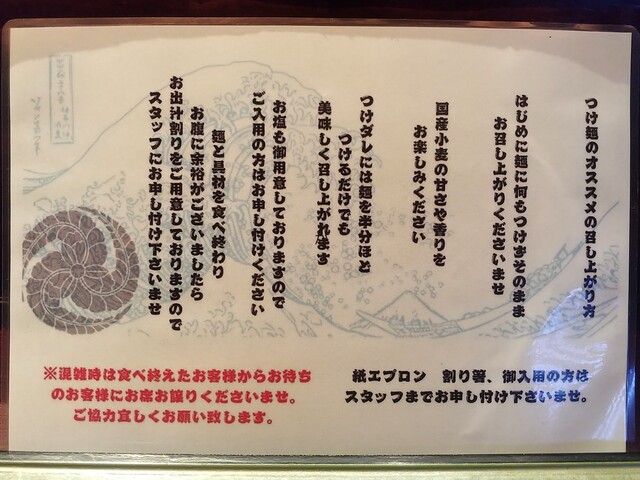 つけ麺のオススメの召し上がり方
はじめに麺に何もつけずそのまま
お召し上がりくださいませ
国産小麦の甘さや香りを
お楽しみください
つけダレには麺を半分ほど
つけるだけでも
美味しく召し上がれます
お塩も御用意しておりますので
ご入用の方はお申し付けください
麺と具材を食べ終わり
お腹に余裕がございましたら
お出汁割りをご用意しておりますので
スタッフにお申し付け下さいませ
紙エプロン 割り箸、御入用の方は
スタッフまでお申し付け下さいませ。
※混雑時は食べ終えたお客様からお待ち
のお客様にお席お譲りくださいませ。
ご協力宜しくお願い致します。